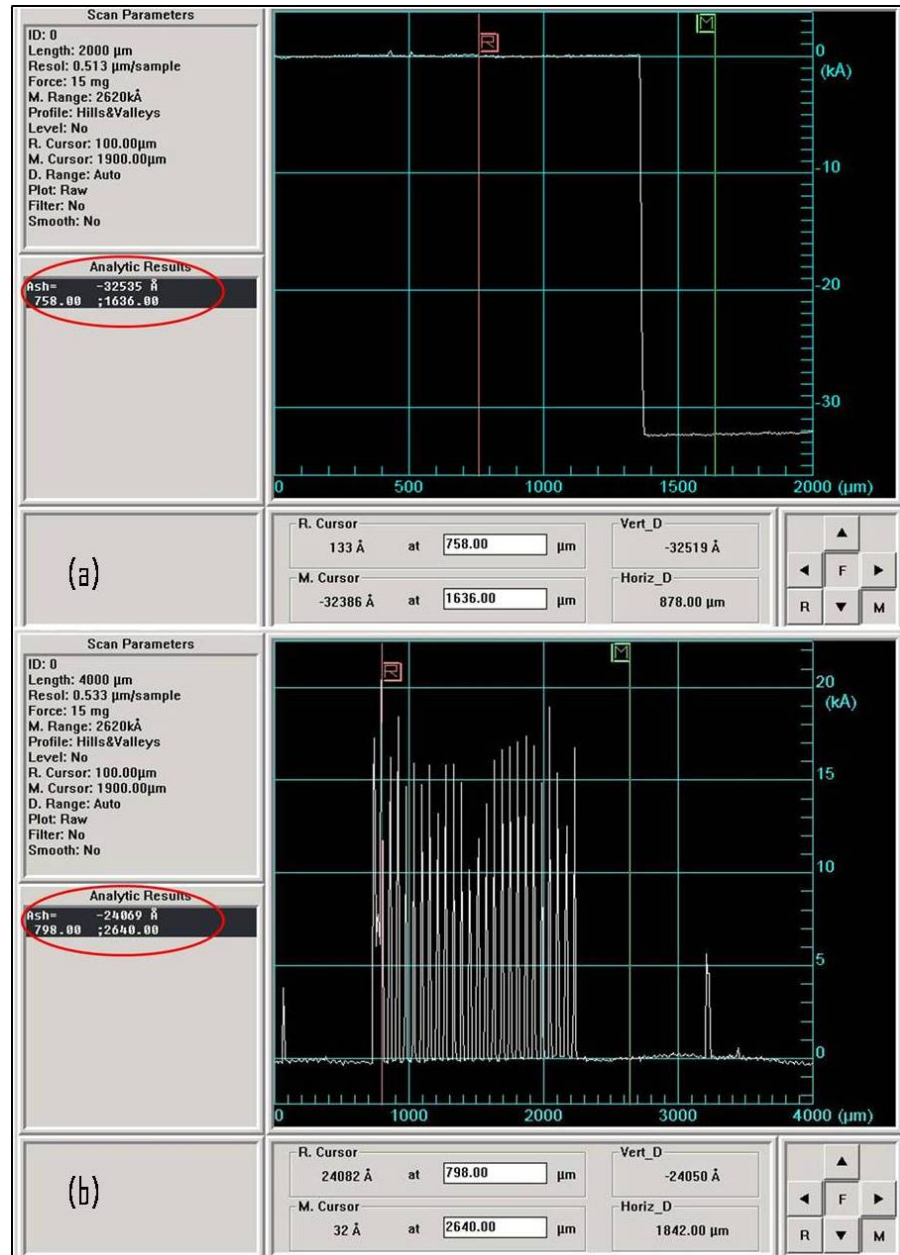 Scan Parameters
ID: 0
Length: 2000 µm
Resol: 0.513 µm/sample
Force: 15 mg
M. Range: 2620kÅ
Profile: Hills&Valleys
Level: No
R. Cursor: 100.00µm
M. Cursor: 1900.00µm
D. Range: Auto
Plot: Raw
Filter: No
Smooth: No
Analytic Results
Ash= -32535 Å
758.00 ;1636.00
R
M
0
(kÅ)
-10
-20
-30
0 500 1000 1500 2000 (µm)
(a)
R. Cursor
133 Å at 758.00 µm
M. Cursor
-32386 Å at 1636.00 µm
Vert_D
-32519 Å
Horiz_D
878.00 µm
F
R M
Scan Parameters
ID: 0
Length: 4000 µm
Resol: 0.533 µm/sample
Force: 15 mg
M. Range: 2620kÅ
Profile: Hills&Valleys
Level: No
R. Cursor: 100.00µm
M. Cursor: 1900.00µm
D. Range: Auto
Plot: Raw
Filter: No
Smooth: No
Analytic Results
Ash= -24069 Å
798.00 ;2640.00
R
M
20
(kÅ)
15
10
5
0
0 1000 2000 3000 4000 (µm)
(b)
R. Cursor
24082 Å at 798.00 µm
M. Cursor
32 Å at 2640.00 µm
Vert_D
-24050 Å
Horiz_D
1842.00 µm
F
R M